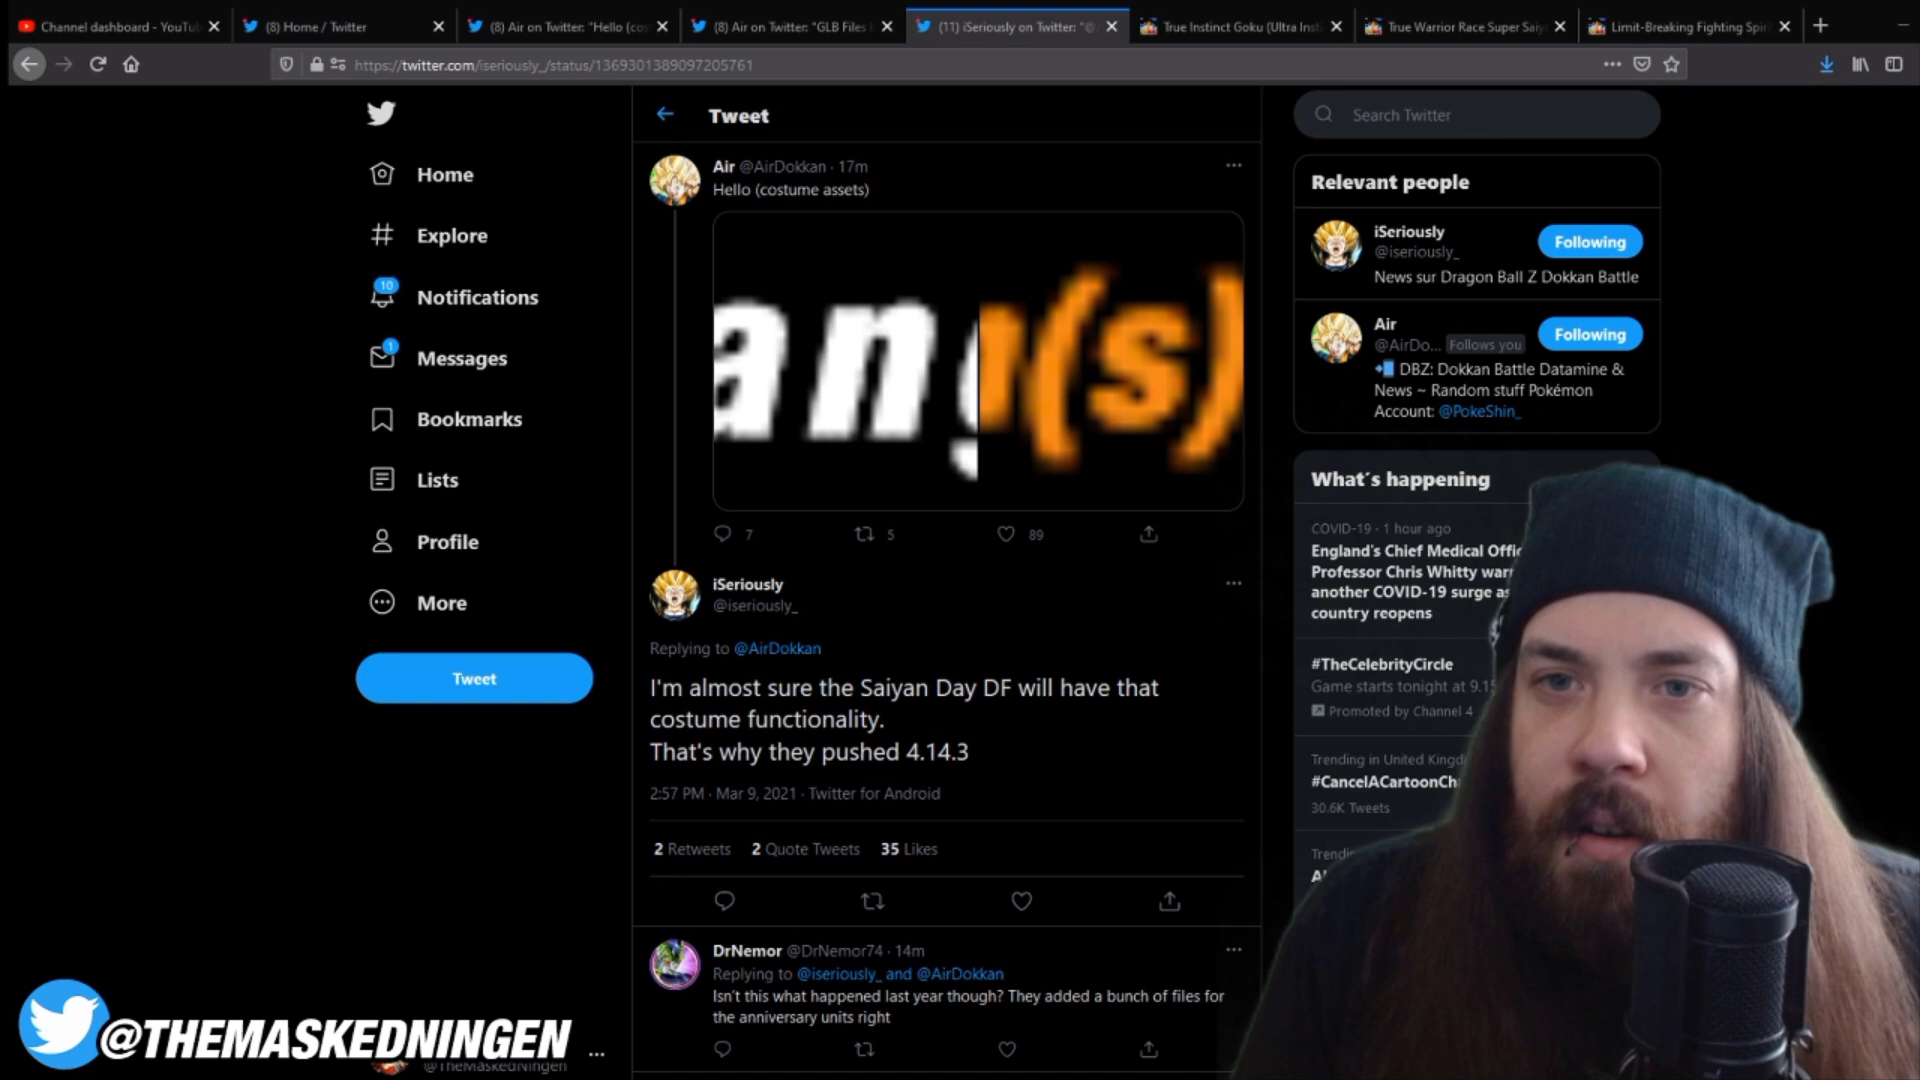 Channel dashboard - YouTu
(8) Home / Twitter
(8) Air on Twitter: "Hello (cos
(8) Air on Twitter: "GLB Files
(11) iSeriously on Twitter: "@
True Instinct Goku (Ultra Inst
True Warrior Race Super Saiy
Limit-Breaking Fighting Spiri
https://twitter.com/iseriously_/status/1369301389097205761
Home
Explore
10
Notifications
1
Messages
Bookmarks
Lists
Profile
More
Tweet
@THEMASKEDNINGEN
@TheMaskedNingen
Tweet
Air @AirDokkan · 17m
Hello (costume assets)
ang
(s)
7
5
89
iSeriously
@iseriously_
Replying to @AirDokkan
I'm almost sure the Saiyan Day DF will have that
costume functionality.
That's why they pushed 4.14.3
2:57 PM · Mar 9, 2021 · Twitter for Android
2 Retweets 2 Quote Tweets 35 Likes
DrNemor @DrNemor74 · 14m
Replying to @iseriously_ and @AirDokkan
Isn't this what happened last year though? They added a bunch of files for
the anniversary units right
Search Twitter
Relevant people
iSeriously
@iseriously_
Following
News sur Dragon Ball Z Dokkan Battle
Air
@AirDo... Follows you
Following
DBZ: Dokkan Battle Datamine &
News ~ Random stuff Pokémon
Account: @PokeShin_
What's happening
COVID-19 · 1 hour ago
England's Chief Medical Offic
Professor Chris Whitty warn
another COVID-19 surge as
country reopens
#TheCelebrityCircle
Game starts tonight at 9.15
Promoted by Channel 4
Trending in United Kingd
#CancelACartoonCh
30.6K Tweets
Trendi